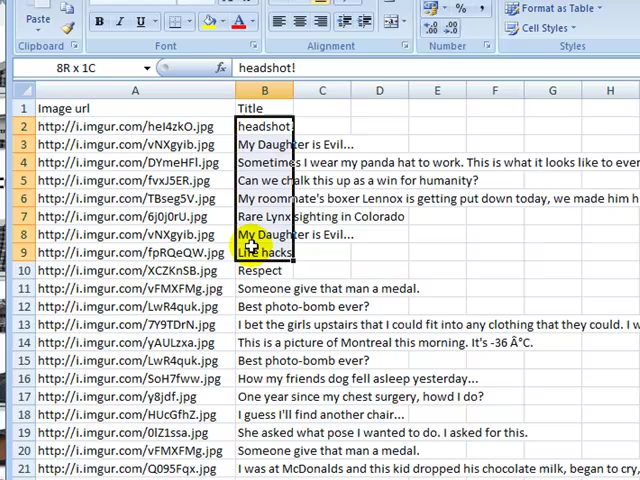 Paste
B I U A
% ,
Format as Table
Cell Styles
Clipboard Font Alignment Number Styles
8R x 1C fx headshot!
A B C D E F G H
1 Image url Title
2 http://i.imgur.com/heI4zkO.jpg headshot!
3 http://i.imgur.com/vNXgyib.jpg My Daughter is Evil...
4 http://i.imgur.com/DYmeHFl.jpg Sometimes I wear my panda hat to work. This is what it looks like to ever
5 http://i.imgur.com/fvxJ5ER.jpg Can we chalk this up as a win for humanity?
6 http://i.imgur.com/TBseg5V.jpg My roommate's boxer Lennox is getting put down today, we made him h
7 http://i.imgur.com/6j0j0rU.jpg Rare Lynx sighting in Colorado
8 http://i.imgur.com/vNXgyib.jpg My Daughter is Evil...
9 http://i.imgur.com/fpRQeQW.jpg Life hacks
10 http://i.imgur.com/XCZKnSB.jpg Respect
11 http://i.imgur.com/vFMXFMg.jpg Someone give that man a medal.
12 http://i.imgur.com/LwR4quk.jpg Best photo-bomb ever?
13 http://i.imgur.com/7Y9TDrN.jpg I bet the girls upstairs that I could fit into any clothing that they could. I w
14 http://i.imgur.com/yAULzxa.jpg This is a picture of Montreal this morning. It's -36 Â°C.
15 http://i.imgur.com/LwR4quk.jpg Best photo-bomb ever?
16 http://i.imgur.com/SoH7fww.jpg How my friends dog fell asleep yesterday...
17 http://i.imgur.com/y8jdf.jpg One year since my chest surgery, howd I do?
18 http://i.imgur.com/HUcGfhZ.jpg I guess I'll find another chair...
19 http://i.imgur.com/0lZ1ssa.jpg She asked what pose I wanted to do. I asked for this.
20 http://i.imgur.com/vFMXFMg.jpg Someone give that man a medal.
21 http://i.imgur.com/Q095Fqx.jpg I was at McDonalds and this kid dropped his chocolate milk, began to cry,